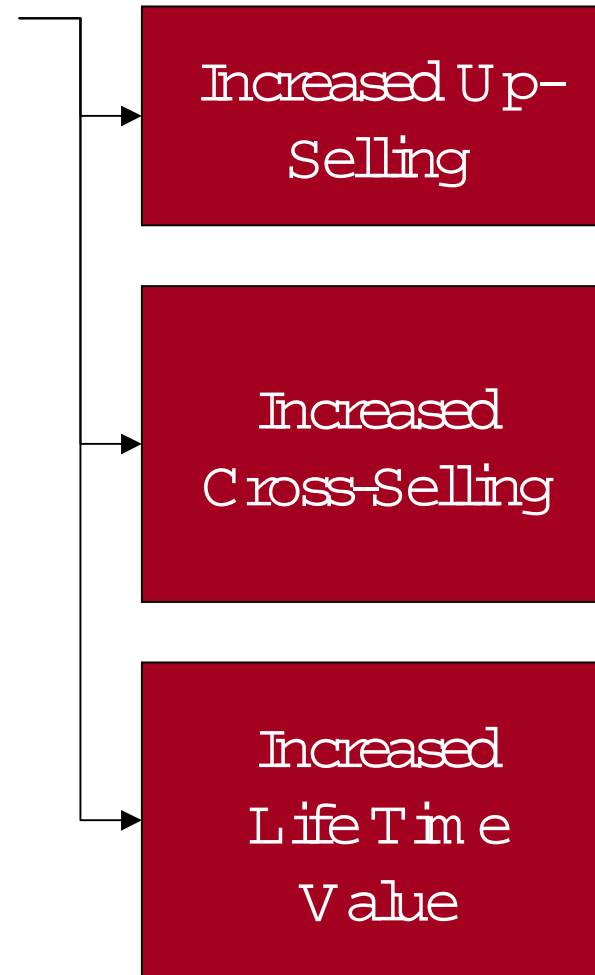 Increased Up-
Selling
Increased
Cross-Selling
Increased
Life Time
Value